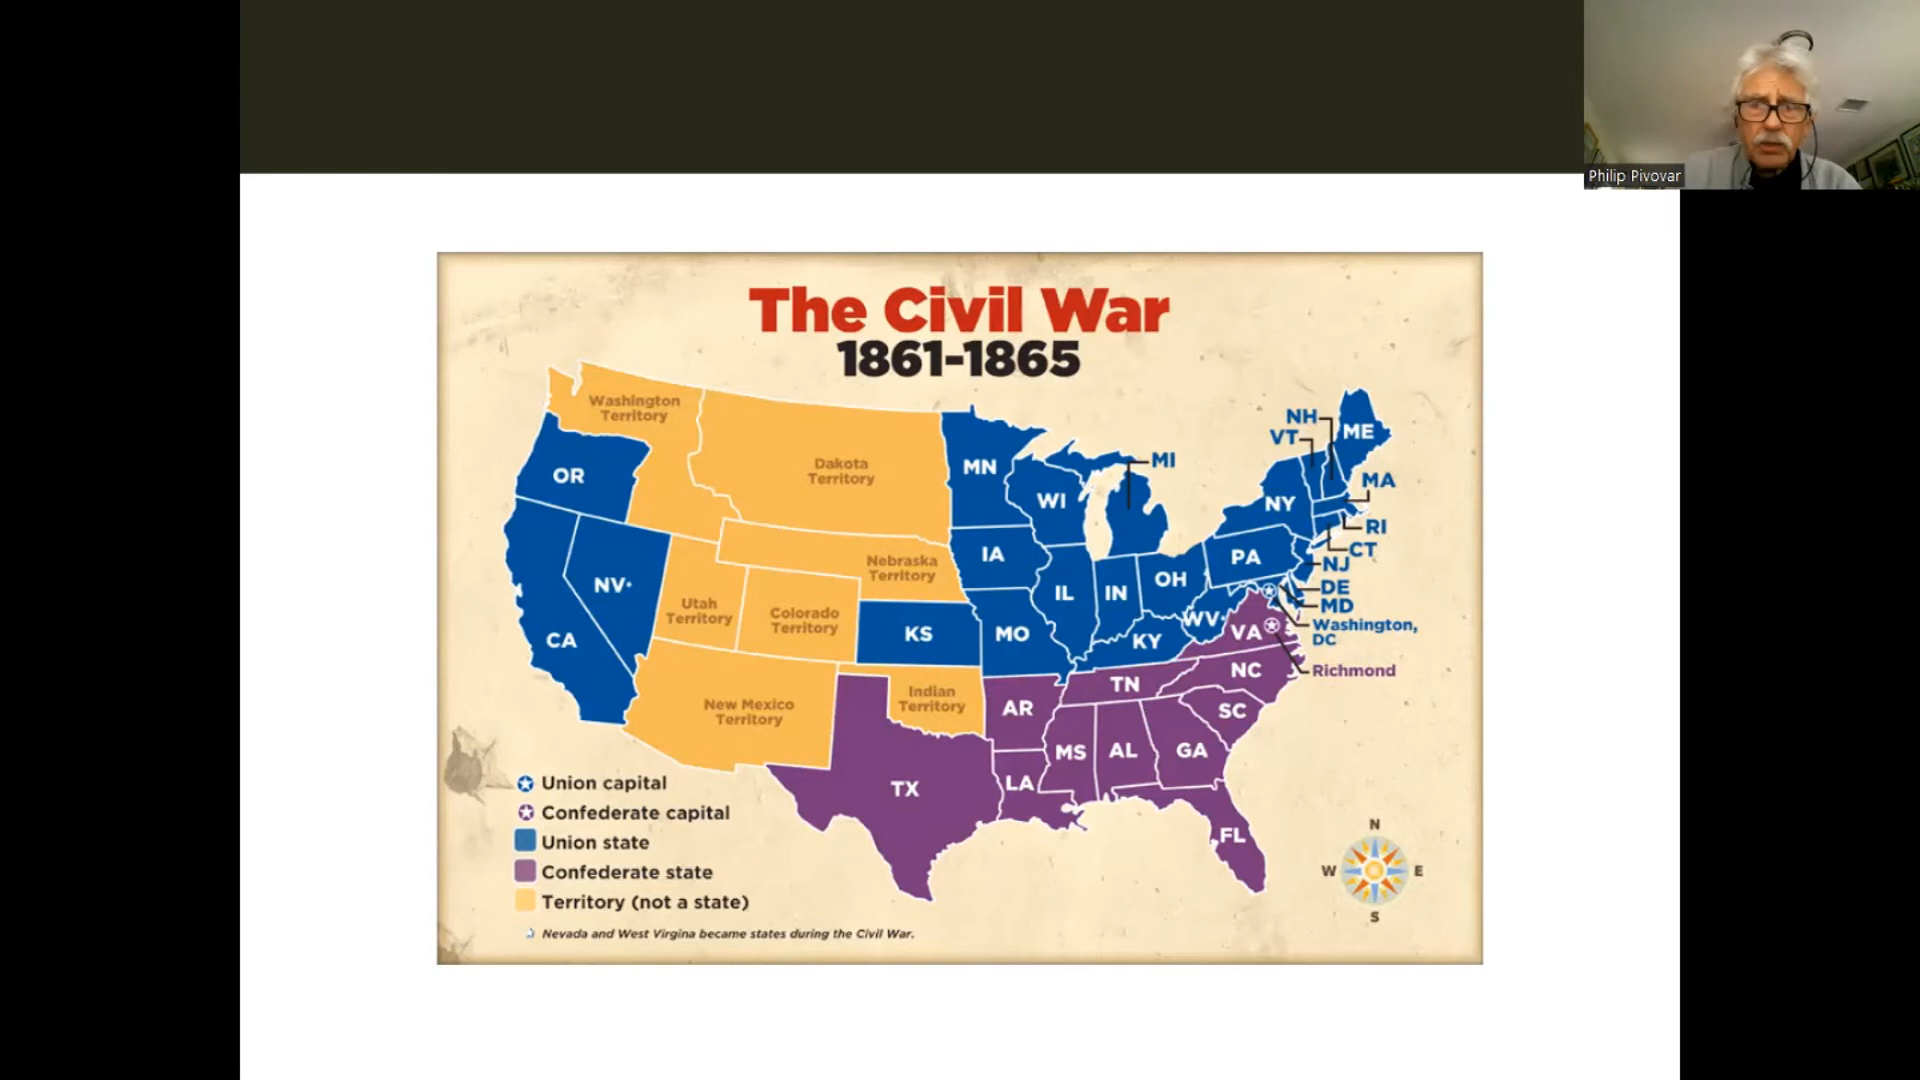 Philip Pivovar
The Civil War
1861-1865
Washington
Territory
OR
Dakota
Territory
MN
WI
MI
NH
VT
ME
MA
NY
RI
CT
NJ
DE
MD
Washington,
DC
Richmond
PA
IA
Nebraska
Territory
NV*
Utah
Territory
Colorado
Territory
CA
KS
MO
IL
IN
OH
WV*
VA
KY
TN
NC
SC
New Mexico
Territory
Indian
Territory
AR
MS
AL
GA
TX
LA
FL
Union capital
Confederate capital
Union state
Confederate state
Territory (not a state)
Nevada and West Virgina became states during the Civil War.
N
W
E
S